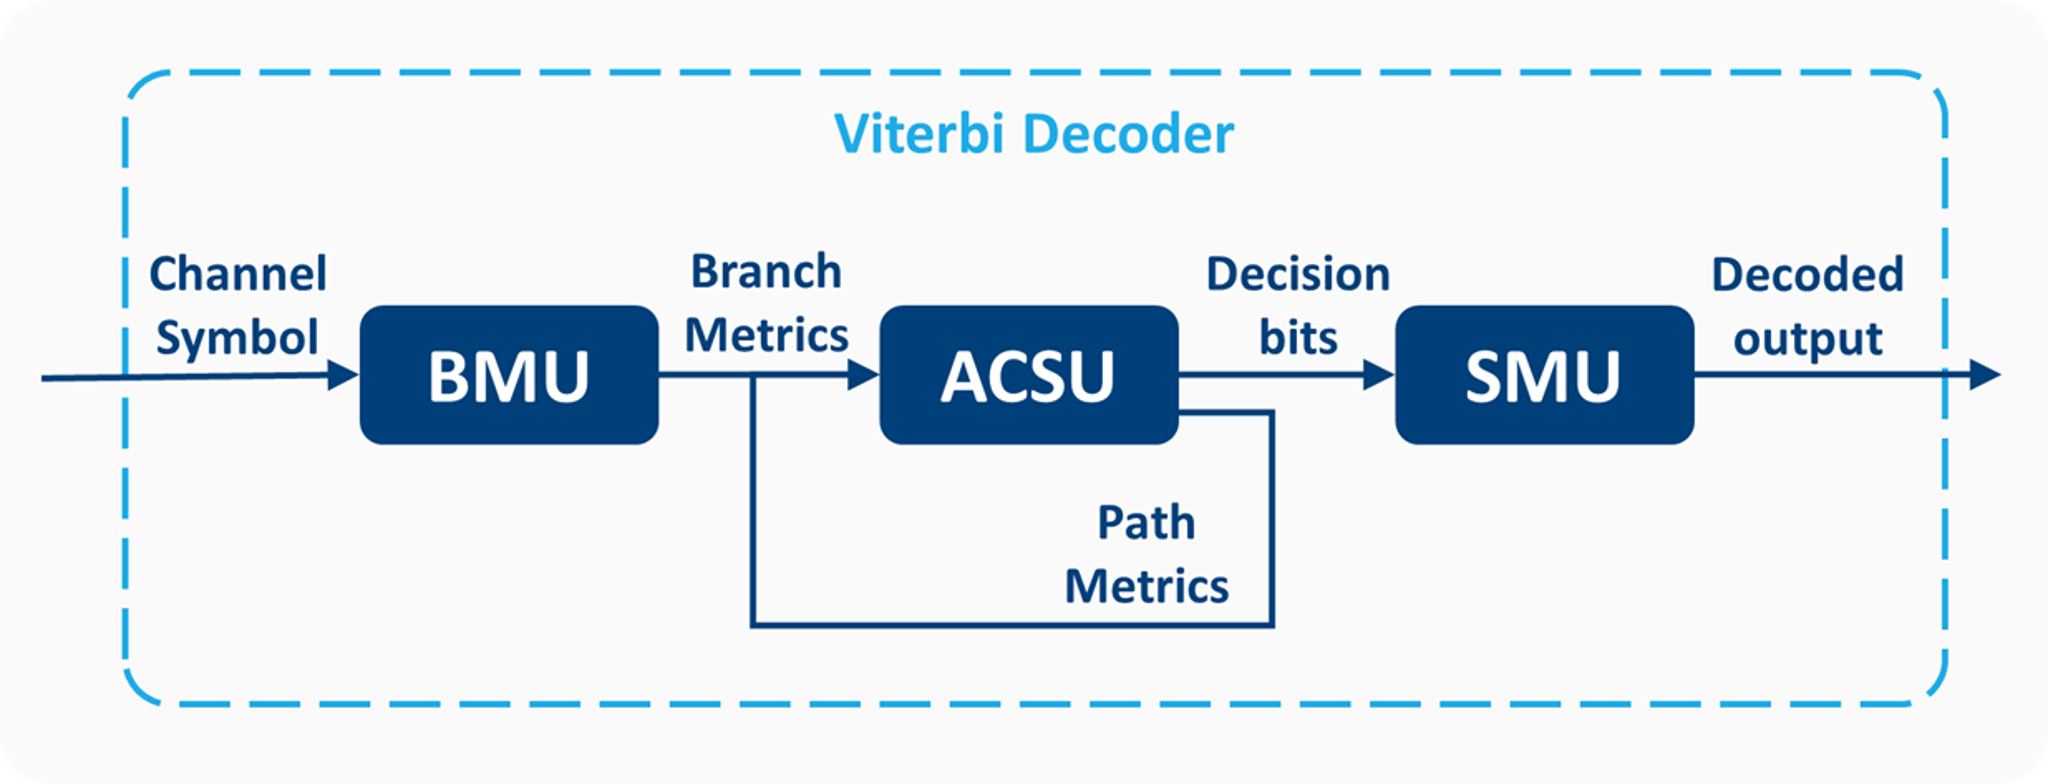 Viterbi Decoder
Channel
Symbol
BMU
Branch
Metrics
ACSU
Decision
bits
SMU
Decoded
output
Path
Metrics